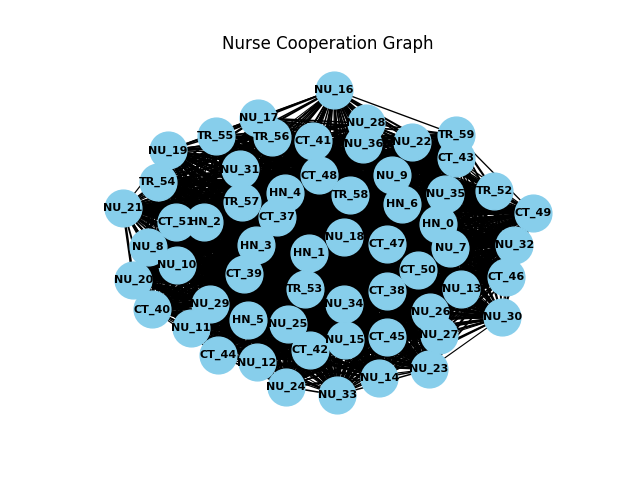 Nurse Cooperation Graph
NU_16
NU_17
NU_28
TR_55
TR_56
CT_41
NU_36
NU_22
TR_59
NU_19
CT_43
NU_31
CT_48
NU_9
TR_54
HN_4
TR_58
NU_35
TR_52
TR_57
HN_6
NU_21
CT_51
HN_2
CT_37
HN_0
CT_49
NU_8
HN_3
HN_1
NU_18
CT_47
NU_7
NU_32
NU_10
NU_20
CT_39
CT_50
CT_46
CT_40
NU_29
TR_53
NU_34
CT_38
NU_13
NU_11
HN_5
NU_25
NU_26
NU_30
CT_44
NU_12
CT_42
NU_15
CT_45
NU_27
NU_24
NU_33
NU_14
NU_23